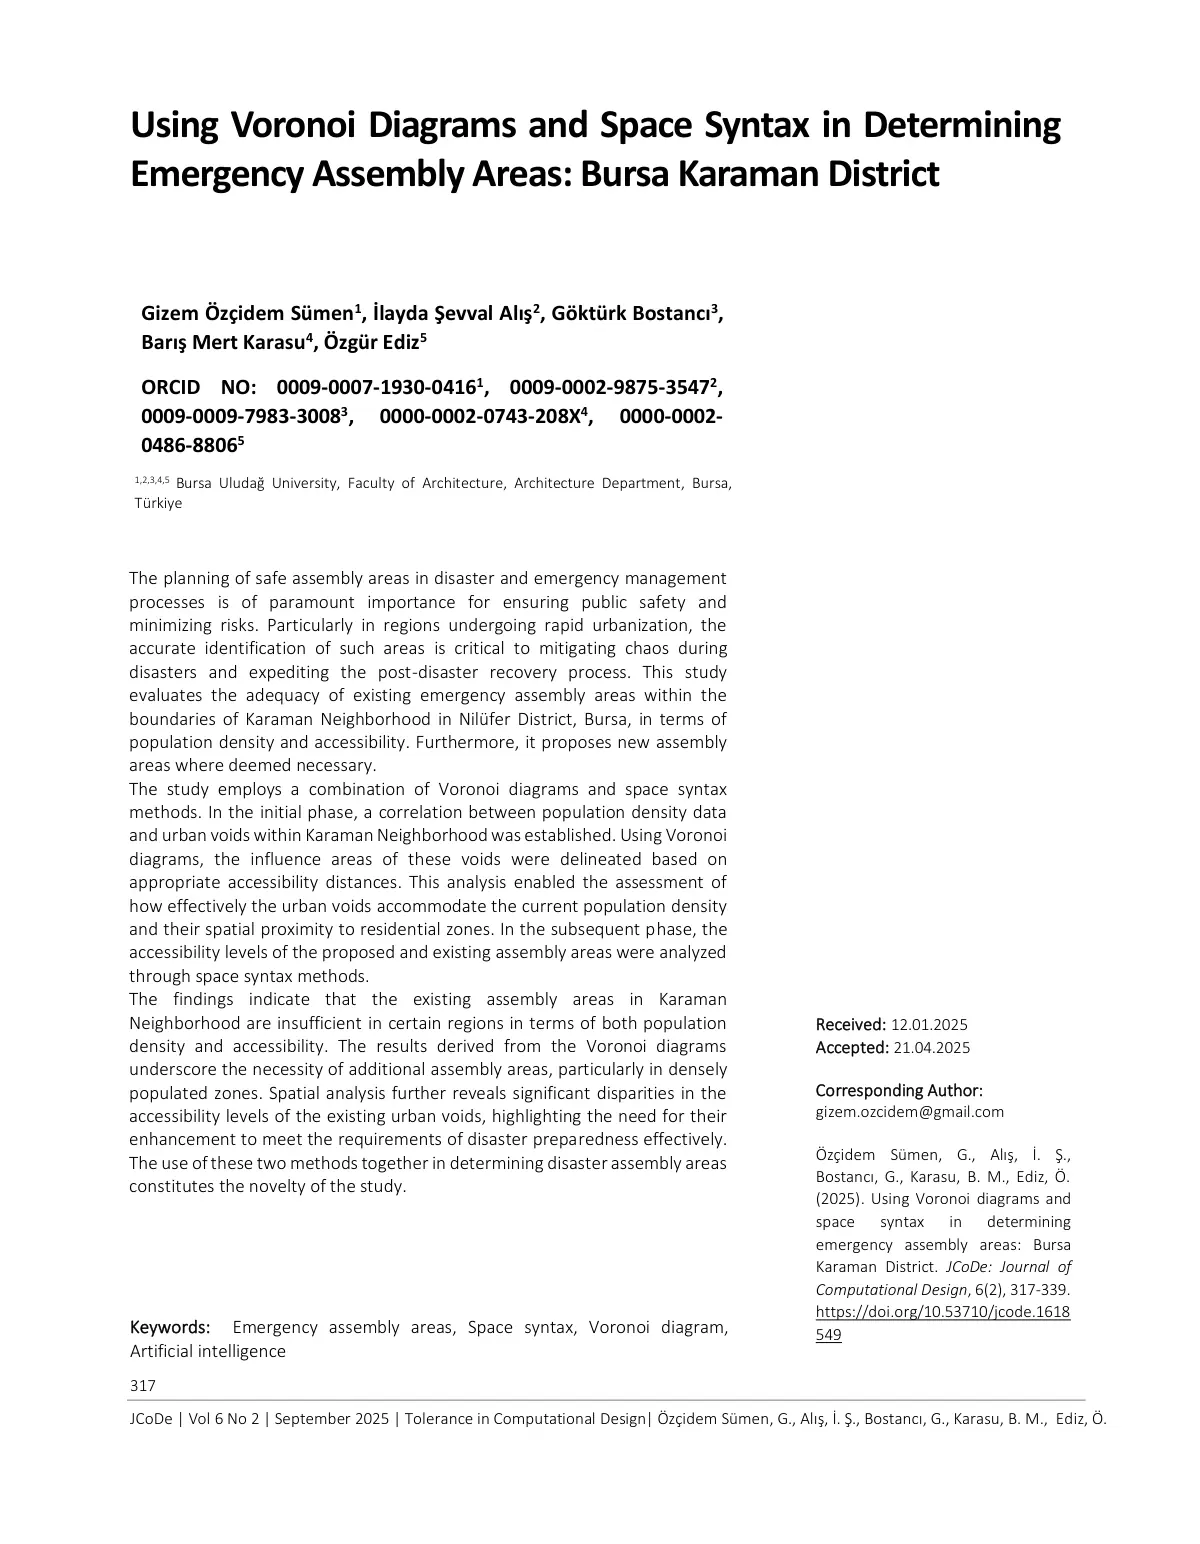 Using Voronoi Diagrams and Space Syntax in Determining
Emergency Assembly Areas: Bursa Karaman District
Gizem Özçidem Sümen¹, İlayda Şevval Alış², Göktürk Bostancı³,
Barış Mert Karasu⁴, Özgür Ediz⁵
ORCID NO: 0009-0007-1930-0416¹, 0009-0002-9875-3547²,
0009-0009-7983-3008³, 0000-0002-0743-208X⁴, 0000-0002-
0486-8806⁵
¹,²,³,⁴,⁵ Bursa Uludağ University, Faculty of Architecture, Architecture Department, Bursa,
Türkiye
The planning of safe assembly areas in disaster and emergency management
processes is of paramount importance for ensuring public safety and
minimizing risks. Particularly in regions undergoing rapid urbanization, the
accurate identification of such areas is critical to mitigating chaos during
disasters and expediting the post-disaster recovery process. This study
evaluates the adequacy of existing emergency assembly areas within the
boundaries of Karaman Neighborhood in Nilüfer District, Bursa, in terms of
population density and accessibility. Furthermore, it proposes new assembly
areas where deemed necessary.
The study employs a combination of Voronoi diagrams and space syntax
methods. In the initial phase, a correlation between population density data
and urban voids within Karaman Neighborhood was established. Using Voronoi
diagrams, the influence areas of these voids were delineated based on
appropriate accessibility distances. This analysis enabled the assessment of
how effectively the urban voids accommodate the current population density
and their spatial proximity to residential zones. In the subsequent phase, the
accessibility levels of the proposed and existing assembly areas were analyzed
through space syntax methods.
The findings indicate that the existing assembly areas in Karaman
Neighborhood are insufficient in certain regions in terms of both population
density and accessibility. The results derived from the Voronoi diagrams
underscore the necessity of additional assembly areas, particularly in densely
populated zones. Spatial analysis further reveals significant disparities in the
accessibility levels of the existing urban voids, highlighting the need for their
enhancement to meet the requirements of disaster preparedness effectively.
The use of these two methods together in determining disaster assembly areas
constitutes the novelty of the study.
Keywords: Emergency assembly areas, Space syntax, Voronoi diagram,
Artificial intelligence
Received: 12.01.2025
Accepted: 21.04.2025
Corresponding Author:
gizem.ozcidem@gmail.com
Özçidem Sümen, G., Alış, İ. Ş.,
Bostancı, G., Karasu, B. M., Ediz, Ö.
(2025). Using Voronoi diagrams and
space syntax in determining
emergency assembly areas: Bursa
Karaman District. JCoDe: Journal of
Computational Design, 6(2), 317-339.
https://doi.org/10.53710/jcode.1618
549
317
JCoDe | Vol 6 No 2 | September 2025 | Tolerance in Computational Design| Özçidem Sümen, G., Alış, İ. Ş., Bostancı, G., Karasu, B. M., Ediz, Ö.